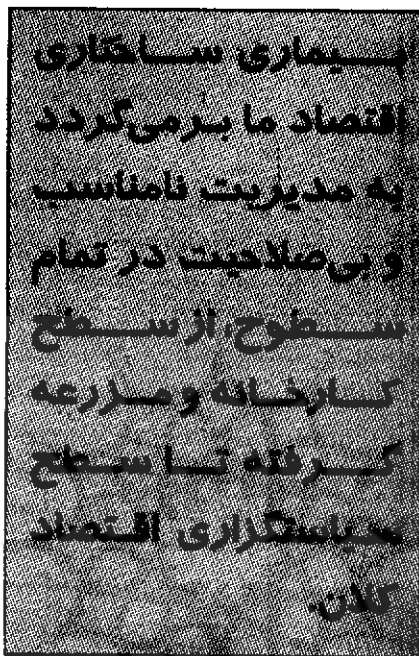 بیماری ساختاری
اقتصاد ما برمی‌گردد
به مدیریت نامناسب
و بی‌صلاحیت در تمام
سطوح، از سطح
کارخانه و مزرعه
گرفته تا سطح
سیاستگزاری اقتصاد
کلان.